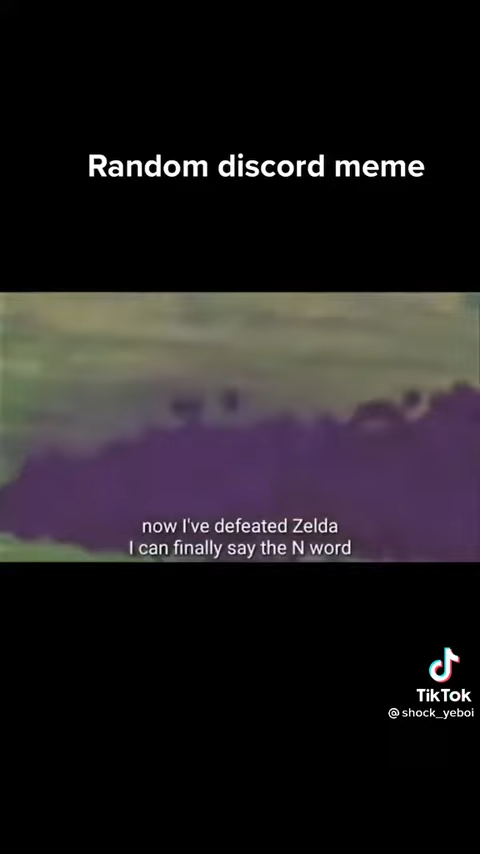 Random discord meme
now I've defeated Zelda
I can finally say the N word
TikTok
@shock_yeboi